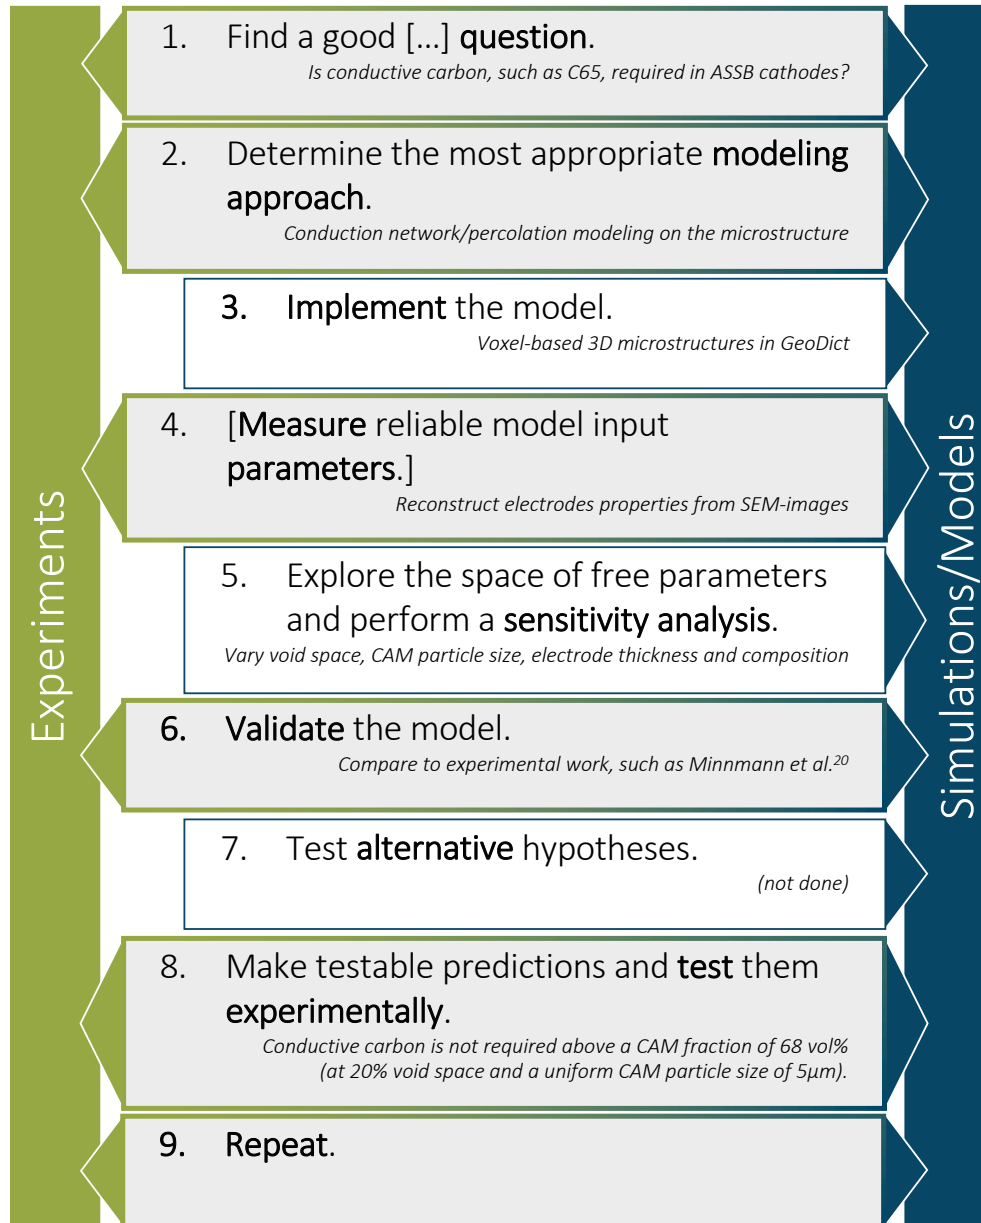 1. Find a good [...] question.
Is conductive carbon, such as C65, required in ASSB cathodes?
2. Determine the most appropriate modeling
approach.
Conduction network/percolation modeling on the microstructure
3. Implement the model.
Voxel-based 3D microstructures in GeoDict
4. [Measure reliable model input
parameters.]
Reconstruct electrodes properties from SEM-images
5. Explore the space of free parameters
and perform a sensitivity analysis.
Vary void space, CAM particle size, electrode thickness and composition
6. Validate the model.
Compare to experimental work, such as Minnmann et al.20
7. Test alternative hypotheses.
(not done)
8. Make testable predictions and test them
experimentally.
Conductive carbon is not required above a CAM fraction of 68 vol%
(at 20% void space and a uniform CAM particle size of 5µm).
9. Repeat.
Experiments
Simulations/Models